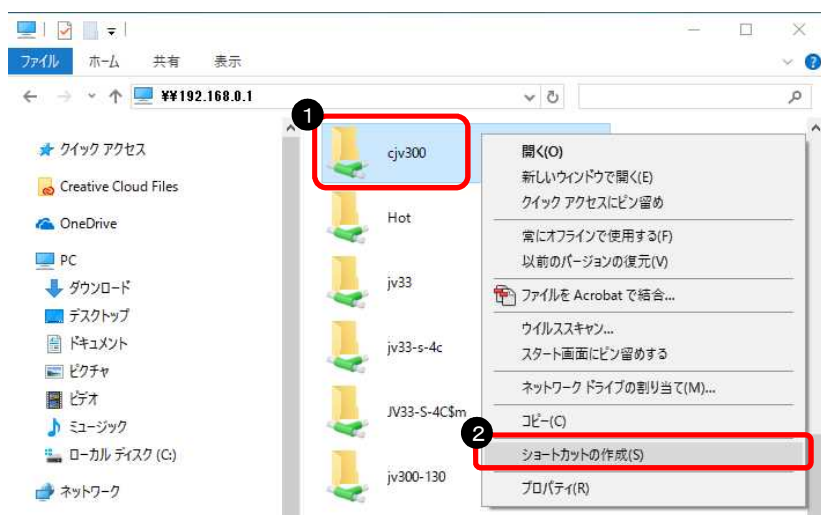 ファイル ホーム 共有 表示
¥¥192.168.0.1
クイック アクセス
Creative Cloud Files
OneDrive
PC
ダウンロード
デスクトップ
ドキュメント
ピクチャ
ビデオ
ミュージック
ローカル ディスク (C:)
ネットワーク
1
cjv300
Hot
jv33
jv33-s-4c
JV33-S-4C$m
jv300-130
開く(O)
新しいウィンドウで開く(E)
クイック アクセスにピン留め
常にオフラインで使用する(F)
以前のバージョンの復元(V)
ファイルを Acrobat で結合...
ウイルススキャン...
スタート画面にピン留めする
ネットワーク ドライブの割り当て(M)...
コピー(C)
2
ショートカットの作成(S)
プロパティ(R)